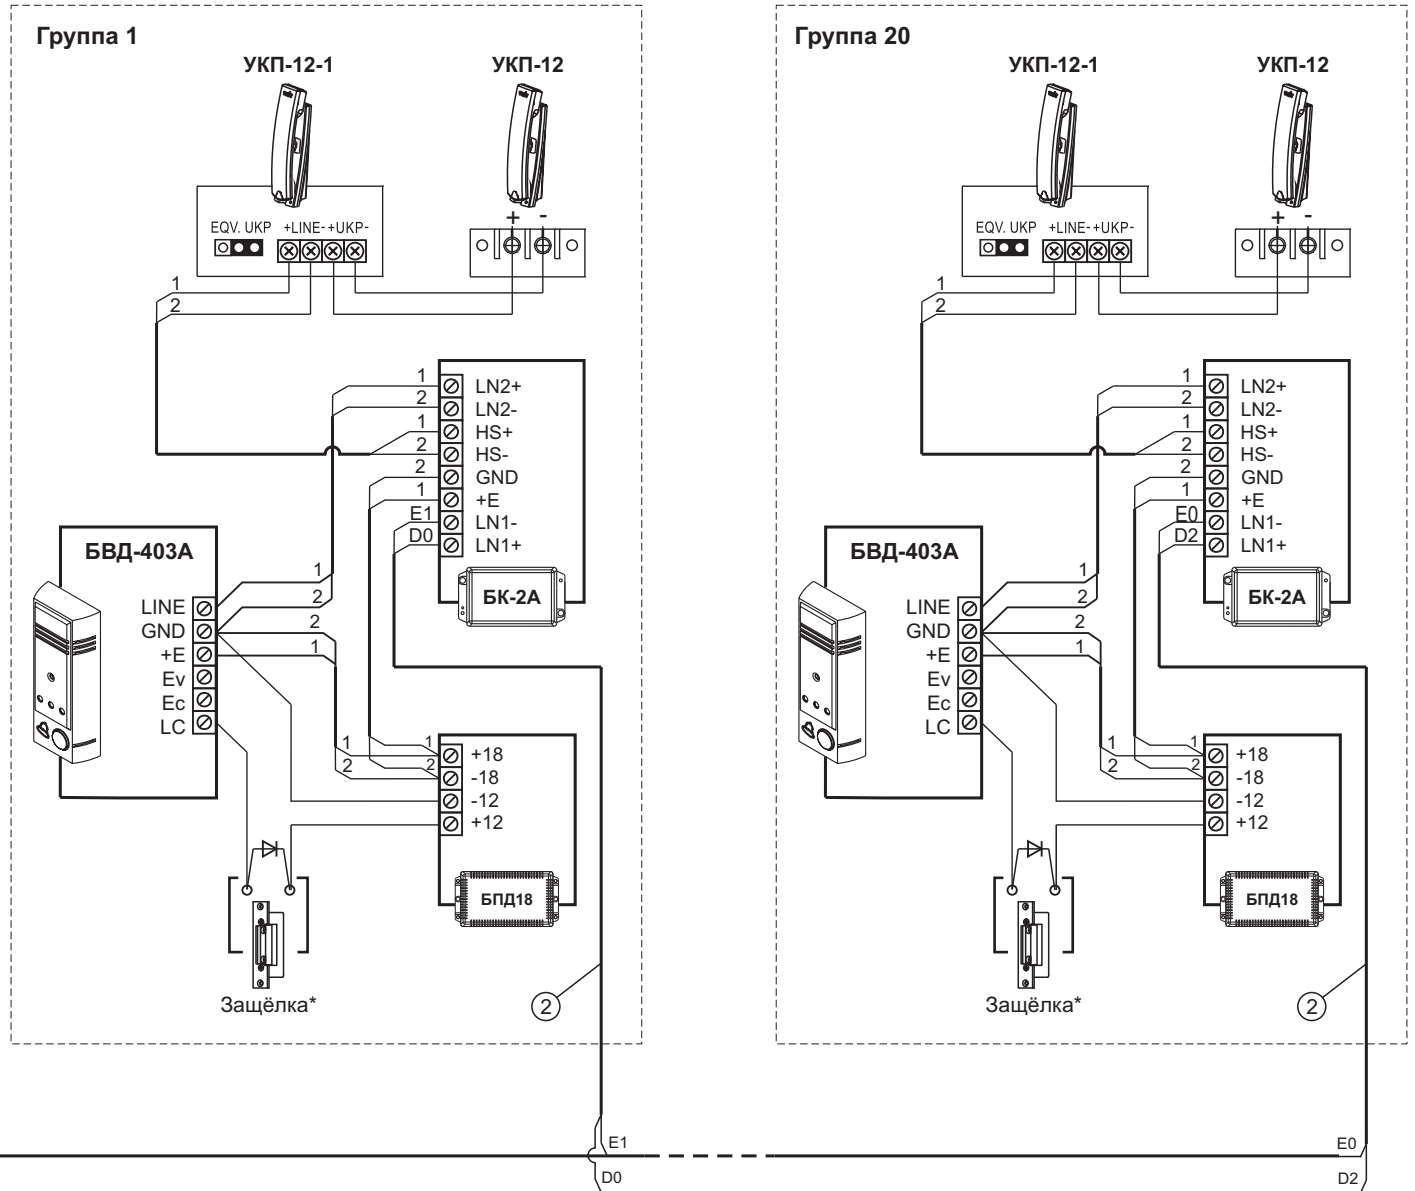 Группа 1
УКП-12-1 УКП-12
+ -
EQV. UKP +LINE- +UKP-
1
2
1 LN2+
2 LN2-
1 HS+
2 HS-
2 GND
1 +E
E1 LN1-
D0 LN1+
БК-2А
БВД-403А
LINE 1
GND 2
+E 2
Ev 1
Ec
LC
1 1 +18
2 2 -18
-12
+12
БПД18
Защёлка*
2
E1
D0
Группа 20
УКП-12-1 УКП-12
+ -
EQV. UKP +LINE- +UKP-
1
2
1 LN2+
2 LN2-
1 HS+
2 HS-
2 GND
1 +E
E0 LN1-
D2 LN1+
БК-2А
БВД-403А
LINE 1
GND 2
+E 2
Ev 1
Ec
LC
1 1 +18
2 2 -18
-12
+12
БПД18
Защёлка*
2
E0
D2